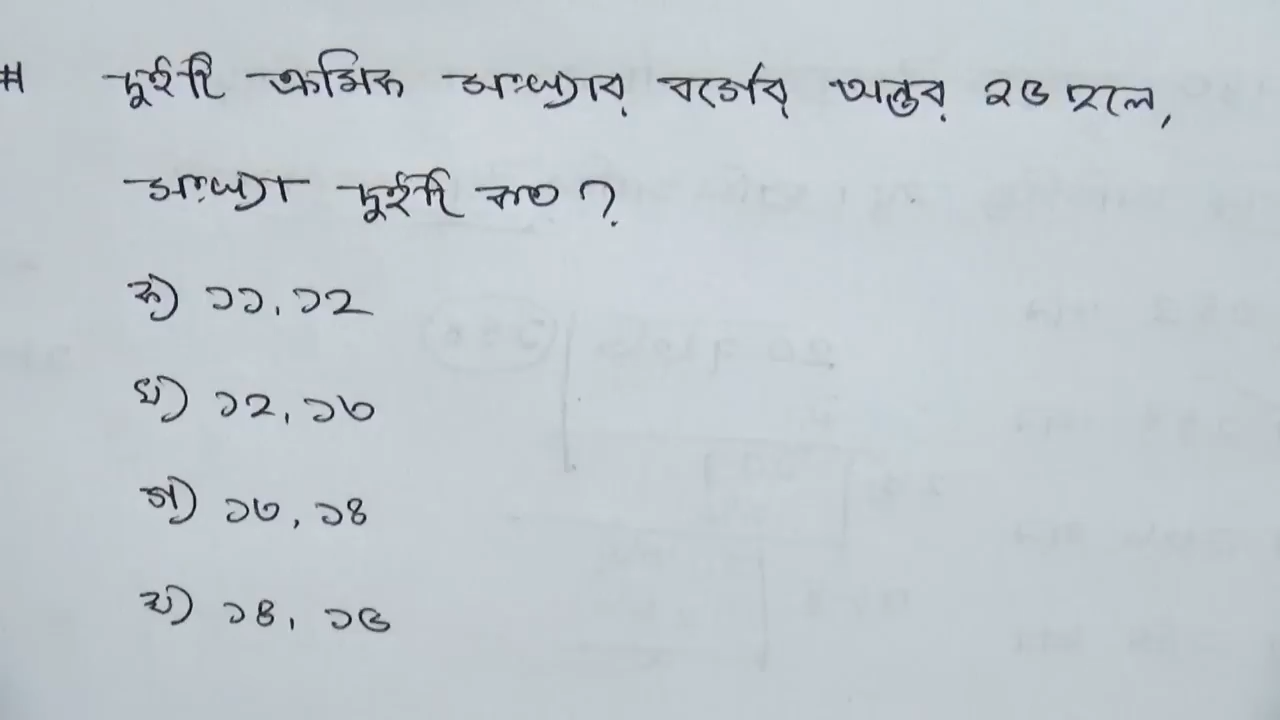 # দুইটি ক্রমিক সংখ্যার বর্গের অন্তর ২৫ হলে,
সংখ্যা দুইটি কত ?
ক) ১১, ১২
খ) ১২, ১৩
গ) ১৩, ১৪
ঘ) ১৪, ১৫